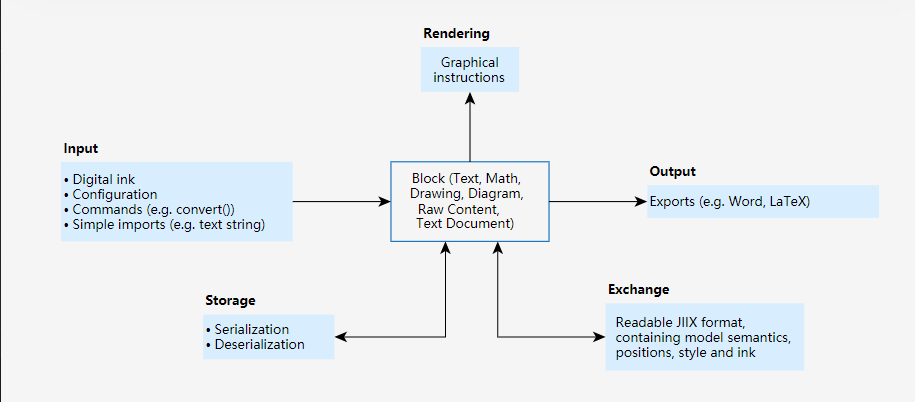 Rendering
Graphical
instructions
Input
• Digital ink
• Configuration
• Commands (e.g. convert())
• Simple imports (e.g. text string)
Block (Text, Math,
Drawing, Diagram,
Raw Content,
Text Document)
Output
Exports (e.g. Word, LaTeX)
Storage
• Serialization
• Deserialization
Exchange
Readable JIIX format,
containing model semantics,
positions, style and ink